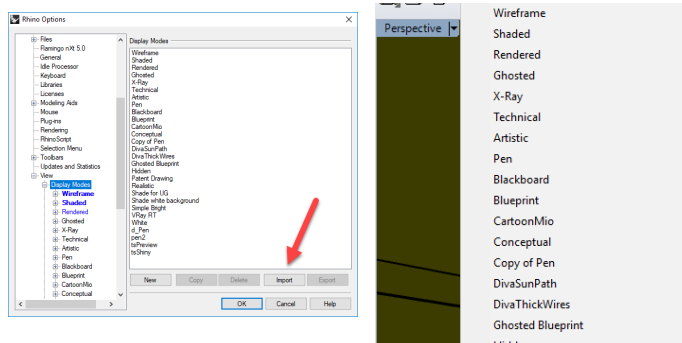 Rhino Options
Files
Flamingo nXt 5.0
General
Idle Processor
Keyboard
Libraries
Licenses
Modeling Aids
Mouse
Plug-ins
Rendering
RhinoScript
Selection Menu
Toolbars
Updates and Statistics
View
Display Modes
Wireframe
Shaded
Rendered
Ghosted
X-Ray
Technical
Artistic
Pen
Blackboard
Blueprint
CartoonMio
Conceptual
Display Modes
Wireframe
Shaded
Rendered
Ghosted
X-Ray
Technical
Artistic
Pen
Blackboard
Blueprint
CartoonMio
Conceptual
Copy of Pen
DivaSunPath
DivaThickWires
Ghosted Blueprint
Hidden
Patent Drawing
Realistic
Shade for UG
Shade white background
Simple Bright
VRay RT
White
d_Pen
pen2
tsPreview
tsShiny
New Copy Delete Import Export
OK Cancel Help
Perspective
Wireframe
Shaded
Rendered
Ghosted
X-Ray
Technical
Artistic
Pen
Blackboard
Blueprint
CartoonMio
Conceptual
Copy of Pen
DivaSunPath
DivaThickWires
Ghosted Blueprint